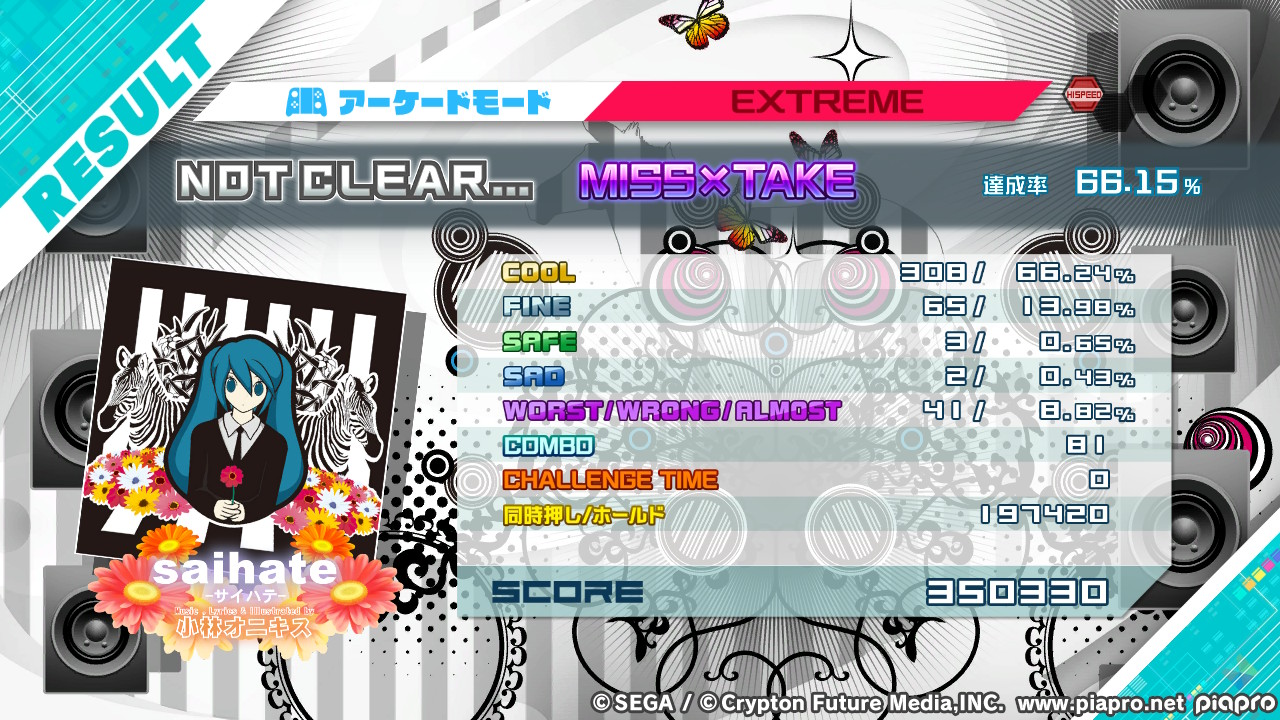 RESULT
アーケードモード EXTREME HISPEED
NOT CLEAR... MISS×TAKE 達成率 66.15%
COOL 308/ 66.24%
FINE 65/ 13.98%
SAFE 3/ 0.65%
SAD 2/ 0.43%
WORST/WRONG/ALMOST 41/ 8.82%
COMBO 81
CHALLENGE TIME 0
同時押し/ホールド 197420
SCORE 350330
saihate
-サイハテ-
Music , Lyrics & Illustrated by
小林オニキス
© SEGA / © Crypton Future Media,INC. www.piapro.net piapro